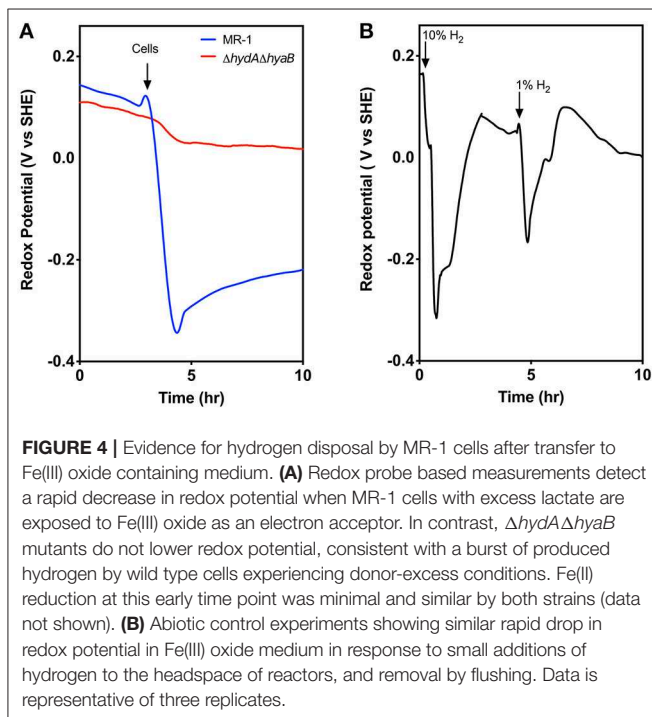 A
MR-1
ΔhydAΔhyaB
Cells
0.2
0.0
-0.2
-0.4
Redox Potential (V vs SHE)
0
5
10
Time (hr)
B
10% H2
1% H2
0.2
0.0
-0.2
-0.4
Redox potential ( V vs SHE)
0
5
10
Time (hr)
FIGURE 4 | Evidence for hydrogen disposal by MR-1 cells after transfer to
Fe(III) oxide containing medium. (A) Redox probe based measurements detect
a rapid decrease in redox potential when MR-1 cells with excess lactate are
exposed to Fe(III) oxide as an electron acceptor. In contrast, ΔhydAΔhyaB
mutants do not lower redox potential, consistent with a burst of produced
hydrogen by wild type cells experiencing donor-excess conditions. Fe(II)
reduction at this early time point was minimal and similar by both strains (data
not shown). (B) Abiotic control experiments showing similar rapid drop in
redox potential in Fe(III) oxide medium in response to small additions of
hydrogen to the headspace of reactors, and removal by flushing. Data is
representative of three replicates.